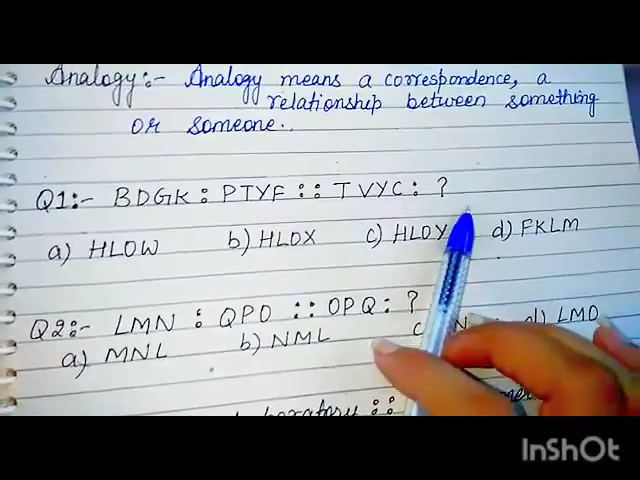 Analogy:- Analogy means a correspondence, a
relationship between something
or someone.
Q1:- BDGK : PTYF :: TVYC : ?
a) HLOW b) HLOX c) HLOY d) FKLM
Q2:- LMN : QPO :: OPQ : ?
a) MNL b) NML c N d) LMO
InShOt